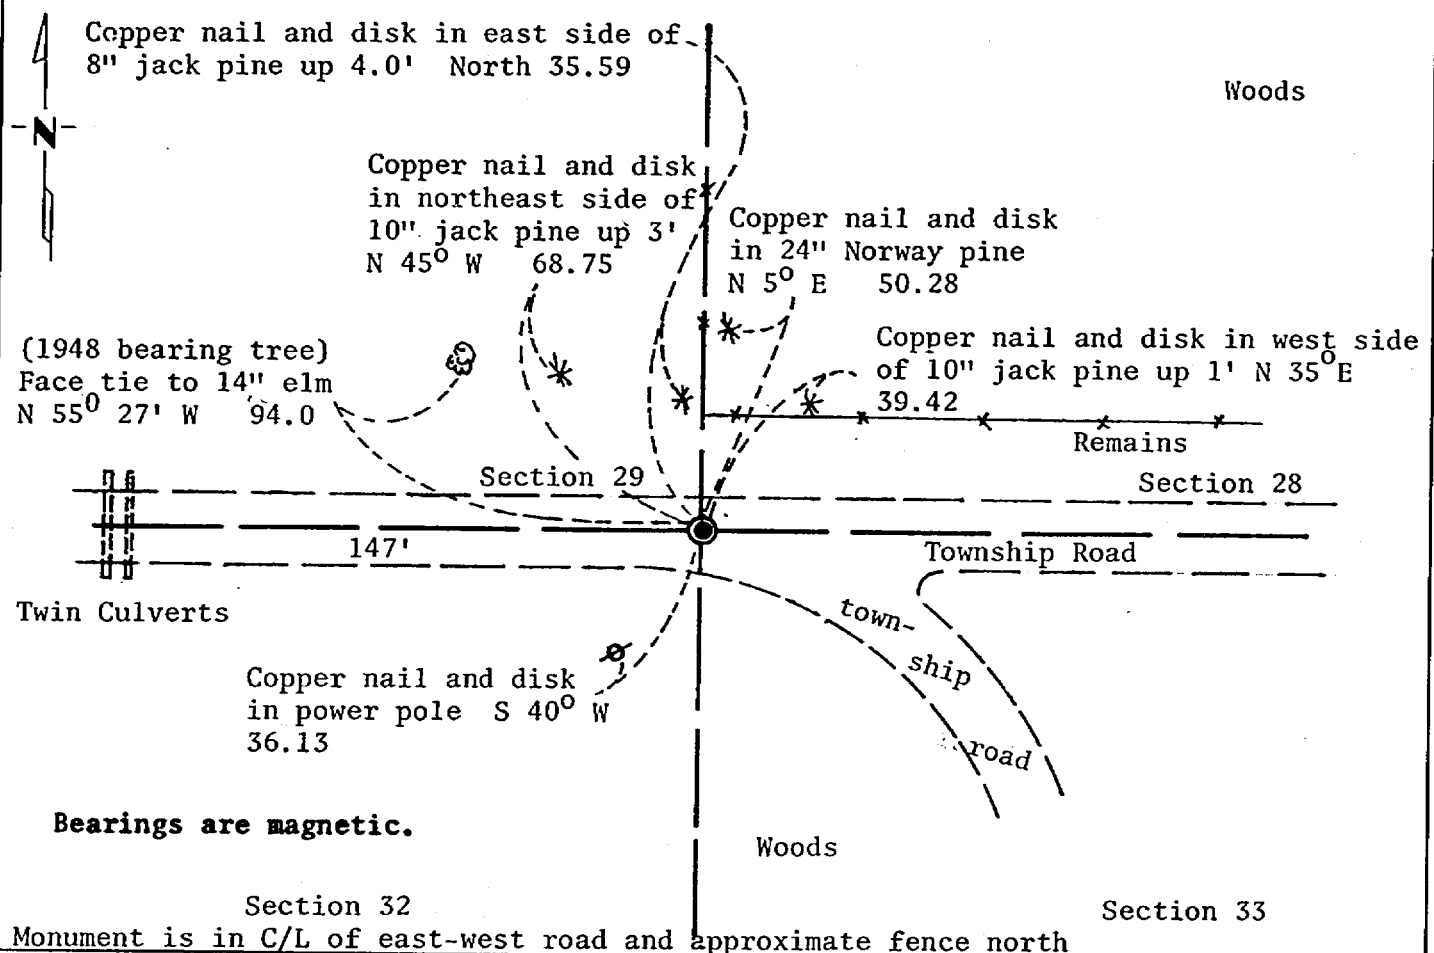 Copper nail and disk in east side of
8" jack pine up 4.0' North 35.59
Woods
N
Copper nail and disk
in northeast side of
10" jack pine up 3'
N 45° W 68.75
Copper nail and disk
in 24" Norway pine
N 5° E 50.28
(1948 bearing tree)
Face tie to 14" elm
N 55° 27' W 94.0
Copper nail and disk in west side
of 10" jack pine up 1' N 35° E
39.42
Remains
Section 29
Section 28
147'
Township Road
Twin Culverts
town-
ship
road
Copper nail and disk
in power pole S 40° W
36.13
Bearings are magnetic.
Woods
Section 32
Section 33
Monument is in C/L of east-west road and approximate fence north